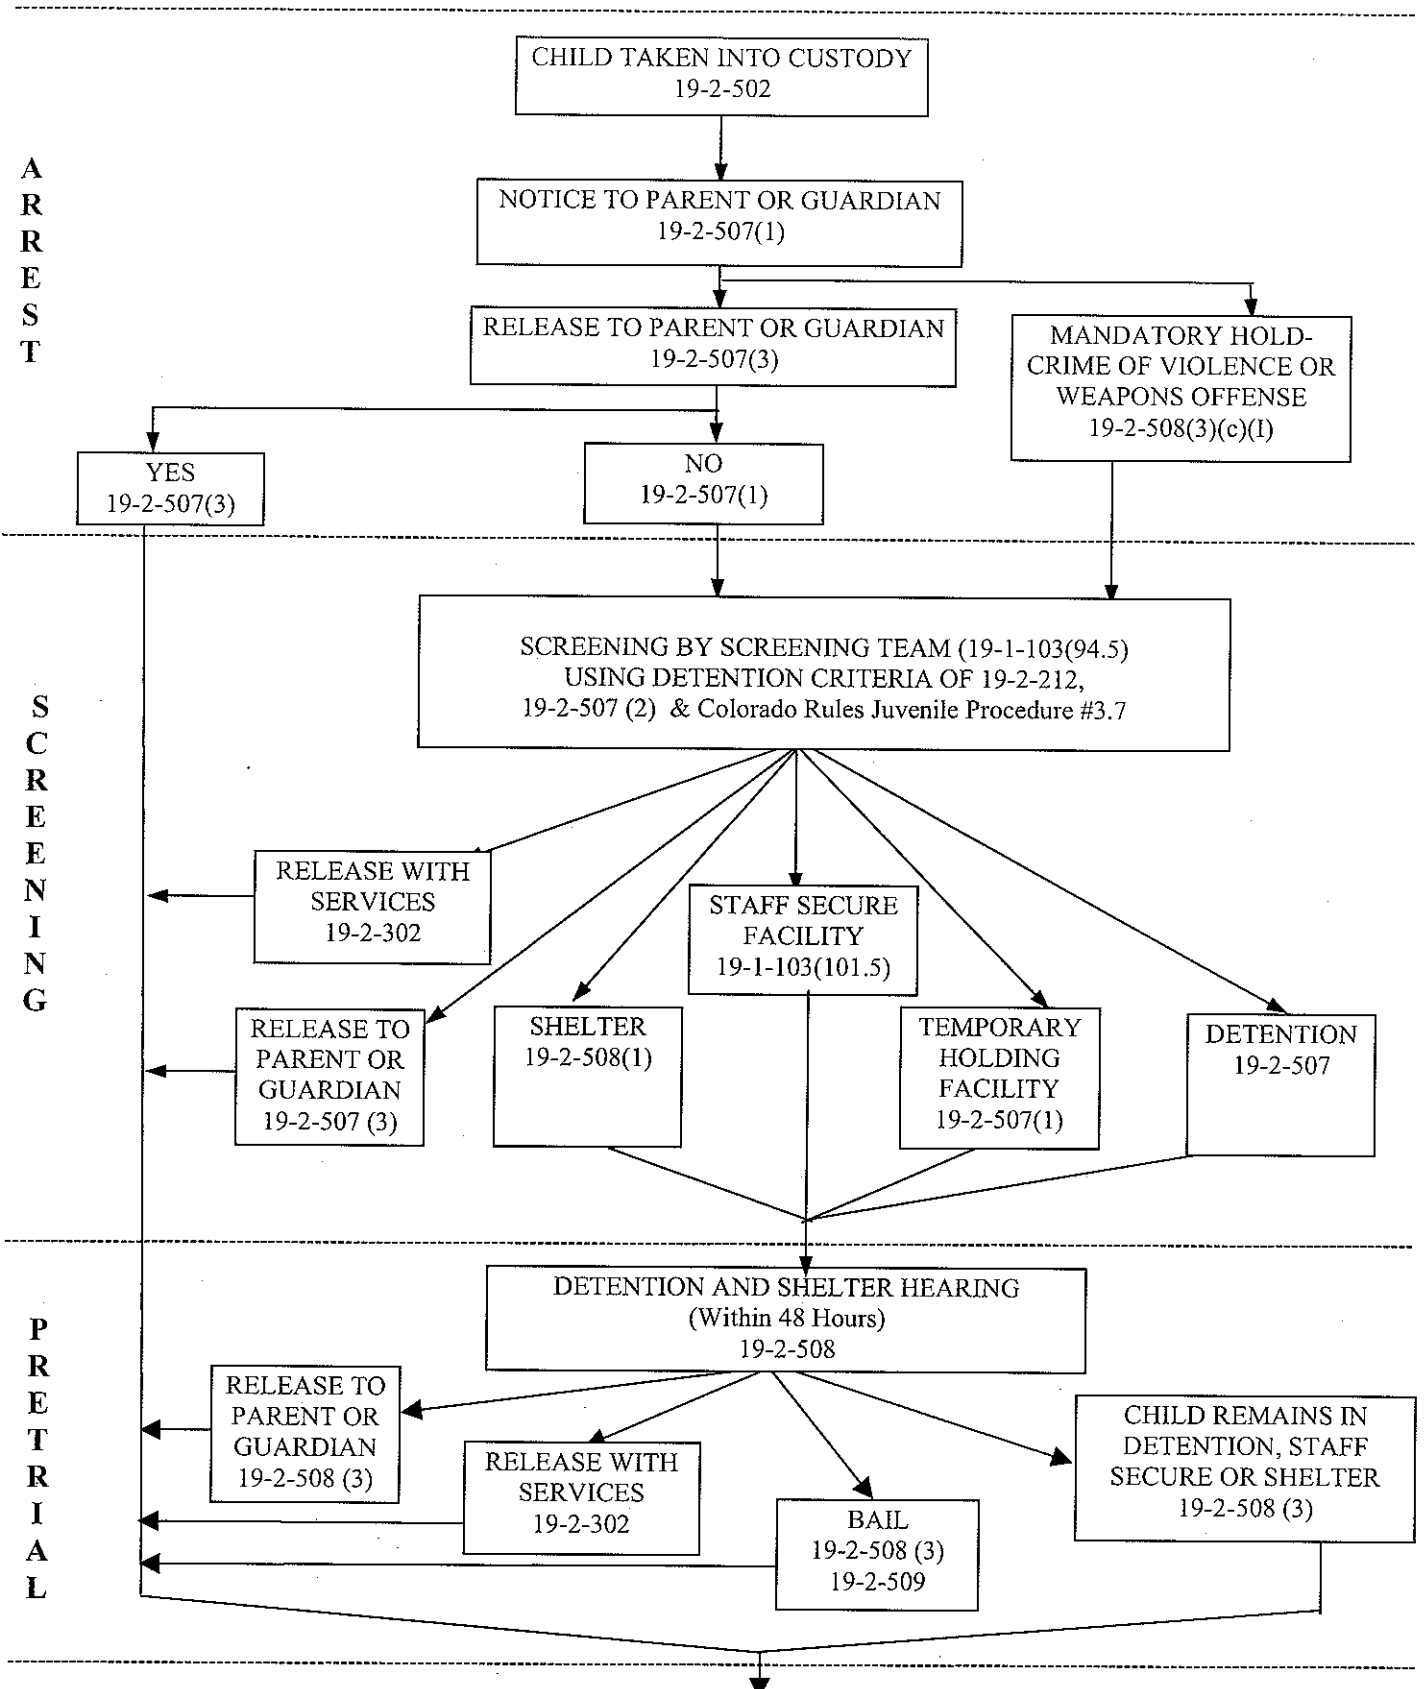 CHILD TAKEN INTO CUSTODY
19-2-502
ARREST
NOTICE TO PARENT OR GUARDIAN
19-2-507(1)
RELEASE TO PARENT OR GUARDIAN
19-2-507(3)
MANDATORY HOLD-
CRIME OF VIOLENCE OR
WEAPONS OFFENSE
19-2-508(3)(c)(I)
YES
19-2-507(3)
NO
19-2-507(1)
SCREENING
SCREENING BY SCREENING TEAM (19-1-103(94.5)
USING DETENTION CRITERIA OF 19-2-212,
19-2-507 (2) & Colorado Rules Juvenile Procedure #3.7
RELEASE WITH
SERVICES
19-2-302
STAFF SECURE
FACILITY
19-1-103(101.5)
RELEASE TO
PARENT OR
GUARDIAN
19-2-507 (3)
SHELTER
19-2-508(1)
TEMPORARY
HOLDING
FACILITY
19-2-507(1)
DETENTION
19-2-507
PRETRIAL
DETENTION AND SHELTER HEARING
(Within 48 Hours)
19-2-508
RELEASE TO
PARENT OR
GUARDIAN
19-2-508 (3)
RELEASE WITH
SERVICES
19-2-302
BAIL
19-2-508 (3)
19-2-509
CHILD REMAINS IN
DETENTION, STAFF
SECURE OR SHELTER
19-2-508 (3)